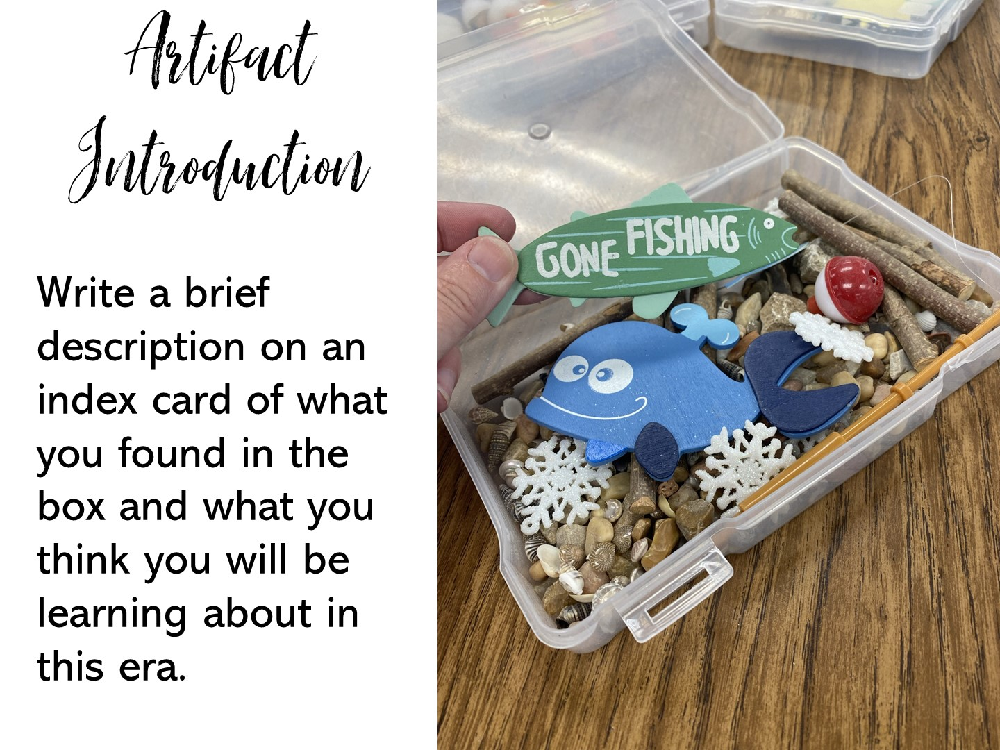 Artifact
Introduction
Write a brief
description on an
index card of what
you found in the
box and what you
think you will be
learning about in
this era.
GONE FISHING